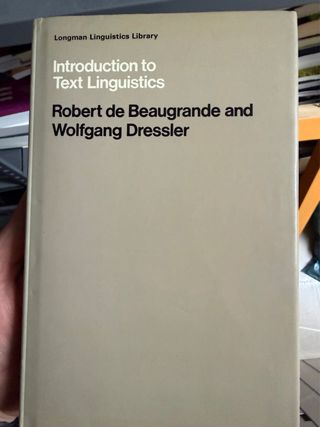 Longman Linguistics Library
Introduction to
Text Linguistics
Robert de Beaugrande and
Wolfgang Dressler